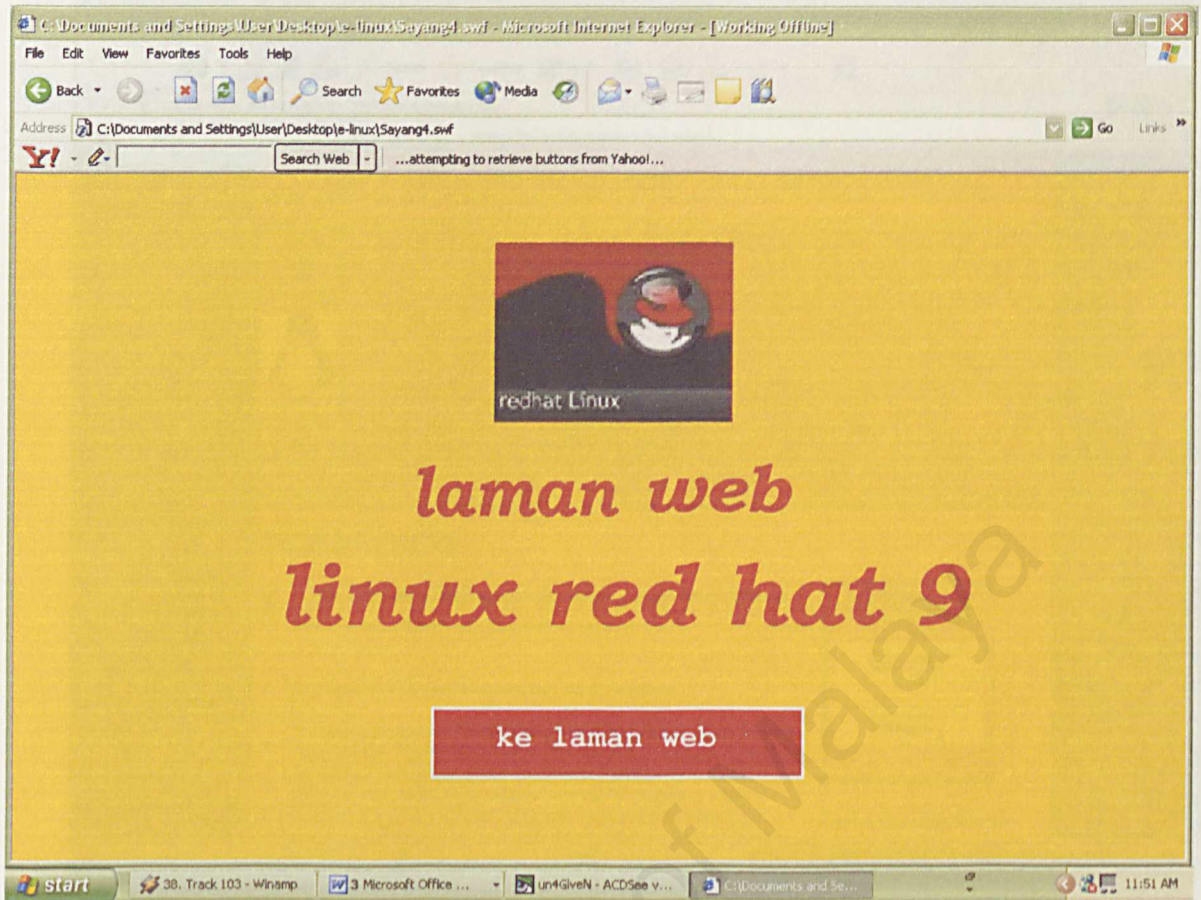 C:\Documents and Settings\User\Desktop\e-linux\Sayang4.swf - Microsoft Internet Explorer - [Working Offline]
File Edit View Favorites Tools Help
Back Search Favorites Media
Address C:\Documents and Settings\User\Desktop\e-linux\Sayang4.swf Go Links »
Y! Search Web ...attempting to retrieve buttons from Yahoo!...
redhat Linux
laman web
linux red hat 9
ke laman web
of Malaya
start 38. Track 103 - Winamp 3 Microsoft Office ... un4GiveN - ACDSee v... C:\Documents and Se... 11:51 AM